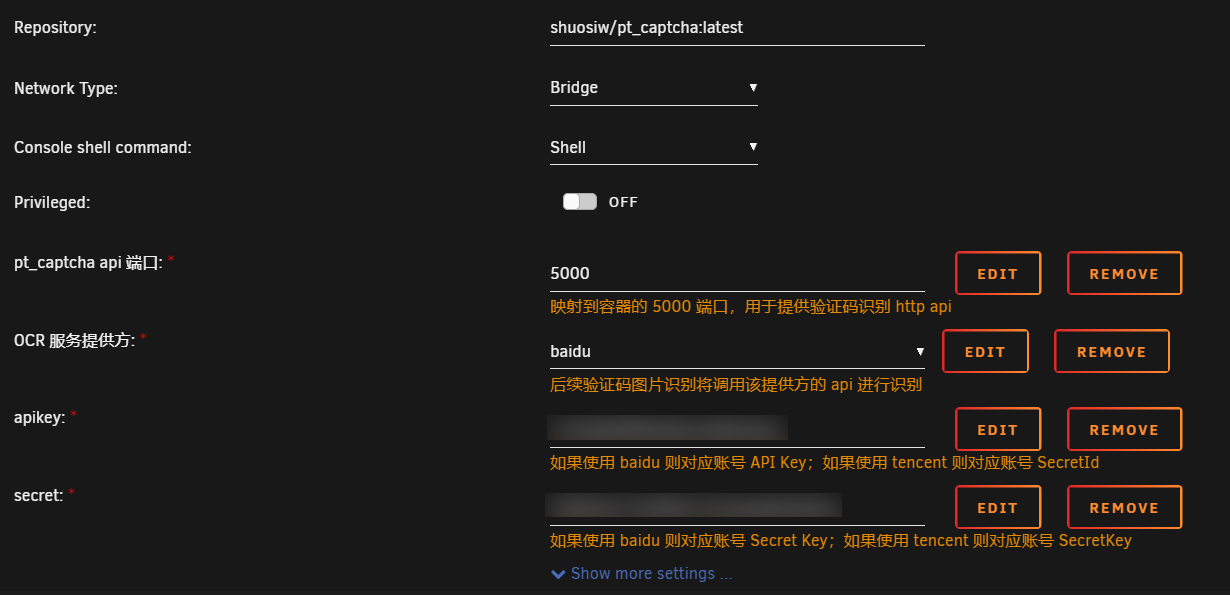 Repository: shuosiw/pt_captcha:latest
Network Type: Bridge
Console shell command: Shell
Privileged: OFF
pt_captcha api 端口: * 5000 EDIT REMOVE
映射到容器的 5000 端口，用于提供验证码识别 http api
OCR 服务提供方: * baidu EDIT REMOVE
后续验证码图片识别将调用该提供方的 api 进行识别
apikey: * EDIT REMOVE
如果使用 baidu 则对应账号 API Key；如果使用 tencent 则对应账号 SecretId
secret: * EDIT REMOVE
如果使用 baidu 则对应账号 Secret Key；如果使用 tencent 则对应账号 SecretKey
Show more settings ...